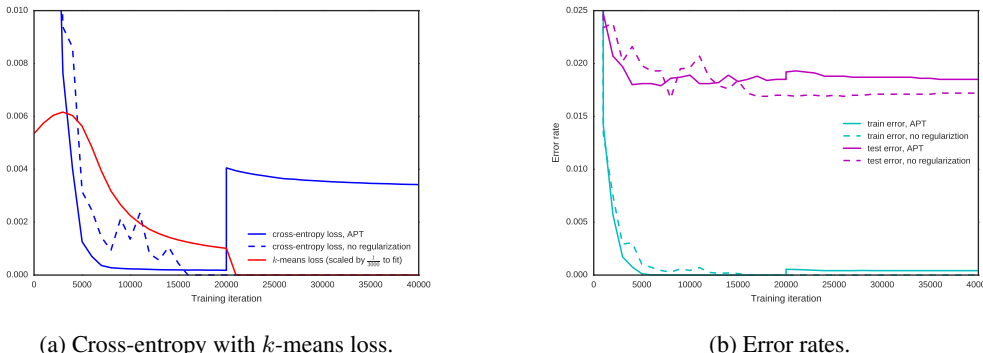 0.010
0.008
0.006
0.004
0.002
0.000
0 5000 10000 15000 20000 25000 30000 35000 40000
Training iteration
cross-entropy loss, APT
cross-entropy loss, no regularization
k-means loss (scaled by 1/3000 to fit)
(a) Cross-entropy with k-means loss.
0.025
0.020
0.015
0.010
0.005
0.000
Error rate
0 5000 10000 15000 20000 25000 30000 35000 4000
Training iteration
train error, APT
train error, no regulariztion
test error, APT
test error, no regularization
(b) Error rates.